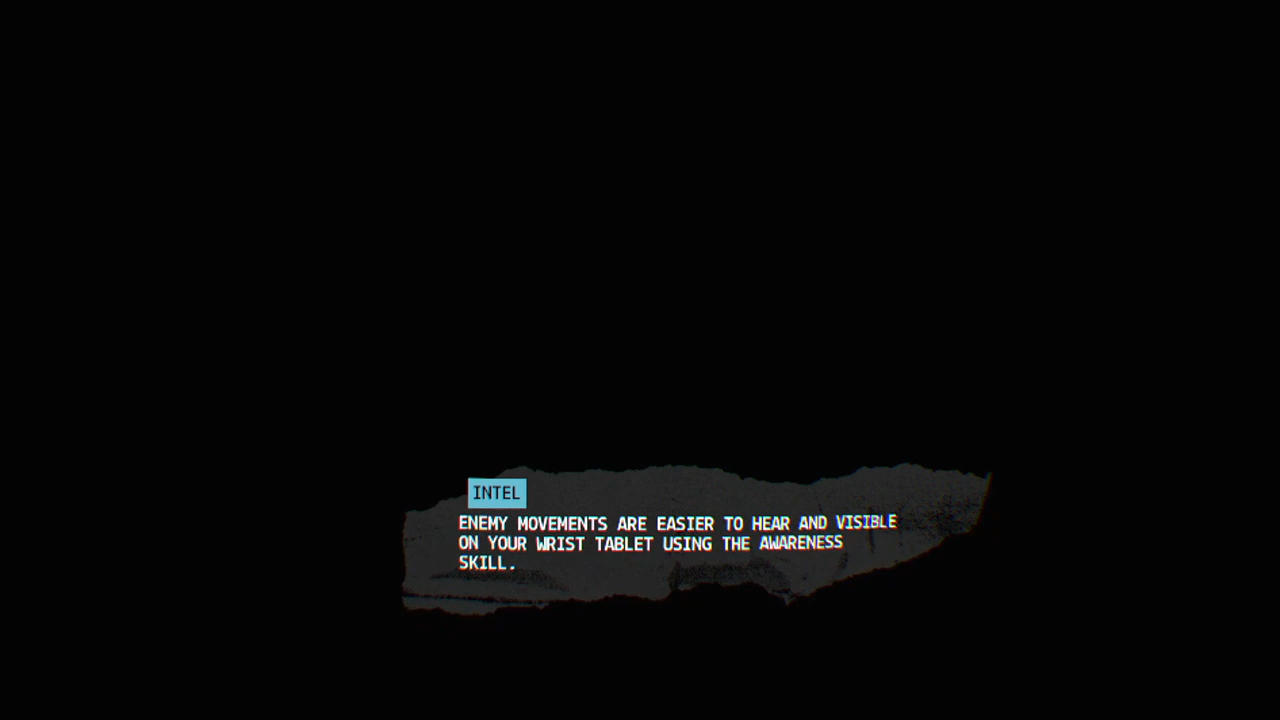 INTEL
ENEMY MOVEMENTS ARE EASIER TO HEAR AND VISIBLE
ON YOUR WRIST TABLET USING THE AWARENESS
SKILL.